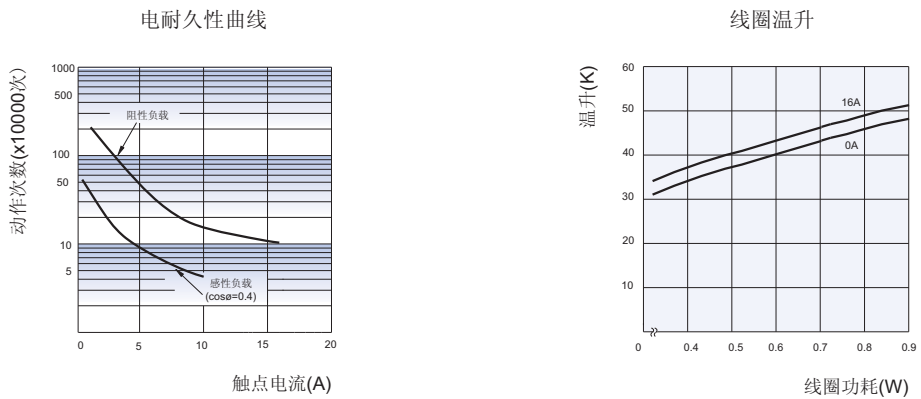 电耐久性曲线
动作次数(x10000次)
1000
500
100
50
10
5
阻性负载
感性负载
(cosø=0.4)
0 5 10 15 20
触点电流(A)
线圈温升
温升(K)
60
50
40
30
20
10
16A
0A
0 0.4 0.5 0.6 0.7 0.8 0.9
线圈功耗(W)